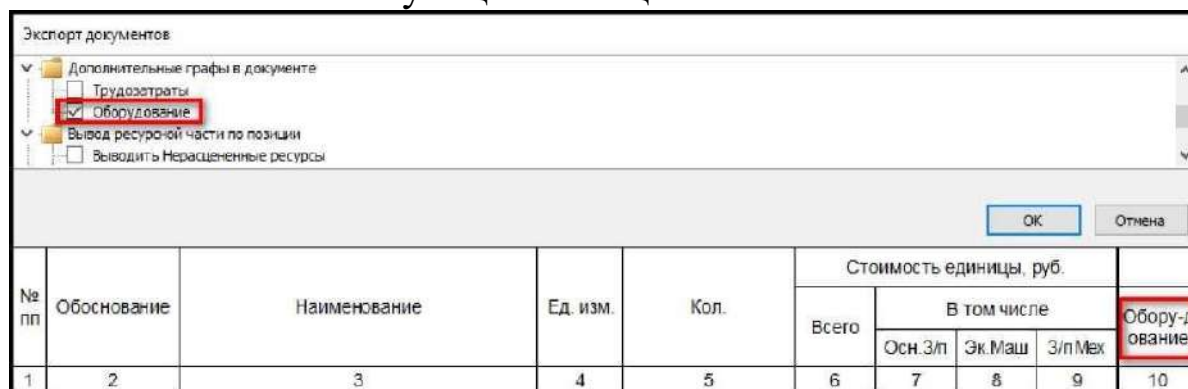 Экспорт документов
Дополнительные графы в документе
Трудозатраты
Оборудование
Вывод ресурсной части по позиции
Выводить Нерасцененные ресурсы
ОК Отмена
№ пп Обоснование Наименование Ед. изм. Кол. Стоимость единицы, руб.
Всего В том числе Обору-д
ование
Осн.З/п Эк.Маш З/пМех
1 2 3 4 5 6 7 8 9 10